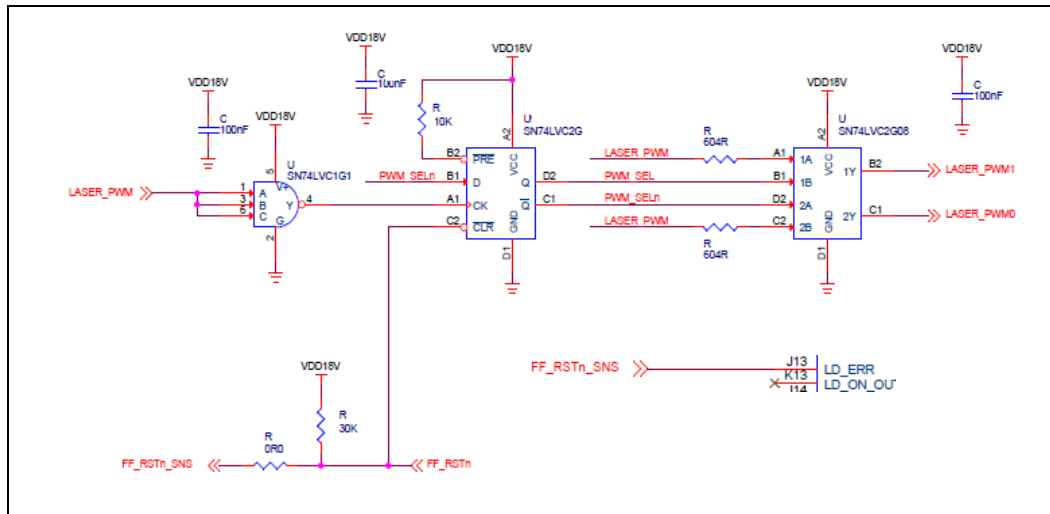 VDD18V
C
100nF
VDD18V
VDD18V
C
VDD18V
R
10K
VDD18V
VDD18V
C
100nF
U
SN74LVC1G1
LASER_PWM
1
3
6
A
B
C
V+
Y
G
5
4
2
U
SN74LVC2G
A2
VCC
B2
PRE
PWM_SELn
B1
D
A1
CK
C2
CLR
Q
D2
Q
C1
GND
D1
LASER_PWM
R
604R
PWM_SEL
PWM_SELn
LASER_PWM
R
604R
U
SN74LVC2G08
A2
VCC
A1
1A
B1
1B
D2
2A
C2
2B
GND
D1
1Y
B2
LASER_PWM1
2Y
C1
LASER_PWM0
VDD18V
R
30K
R
0R0
FF_RSTn_SNS
FF_RSTn
FF_RSTn_SNS
J13
LD_ERR
K13
LD_ON_OUT
J14